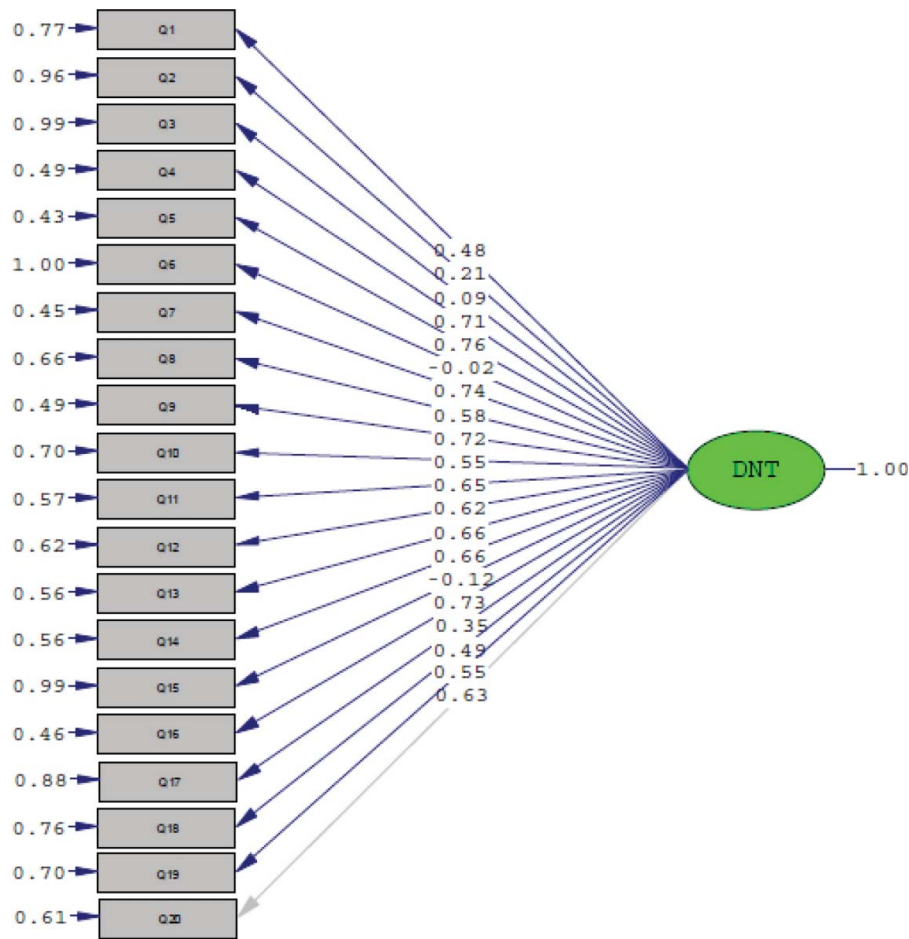 0.77 Q1
0.96 Q2
0.99 Q3
0.49 Q4
0.43 Q5
1.00 Q6
0.45 Q7
0.66 Q8
0.49 Q9
0.70 Q10
0.57 Q11
0.62 Q12
0.56 Q13
0.56 Q14
0.99 Q15
0.46 Q16
0.88 Q17
0.76 Q18
0.70 Q19
0.61 Q20
0.48
0.21
0.09
0.71
0.76
-0.02
0.74
0.58
0.72
0.55
0.65
0.62
0.66
0.66
-0.12
0.73
0.35
0.49
0.55
0.63
DNT 1.00